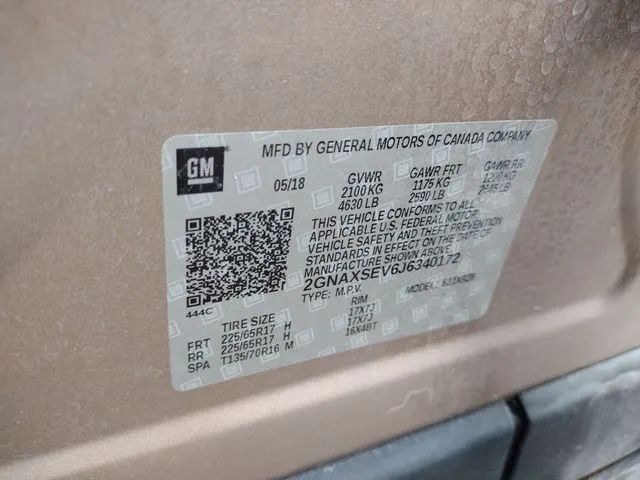 GM
MFD BY GENERAL MOTORS OF CANADA COMPANY
05/18 GVWR GAWR FRT GAWR RR
2100 KG 1175 KG 1200 KG
4630 LB 2590 LB 2645 LB
THIS VEHICLE CONFORMS TO ALL
APPLICABLE U.S. FEDERAL MOTOR
VEHICLE SAFETY AND THEFT PREVENTION
STANDARDS IN EFFECT ON THE DATE OF
MANUFACTURE SHOWN ABOVE.
2GNAXSEV6J6340172
TYPE: M.P.V. MODEL:
444C
TIRE SIZE RIM
FRT 225/65R17 H 17X7J
RR 225/65R17 H 17X7J
SPA T135/70R16 M 16X4BT